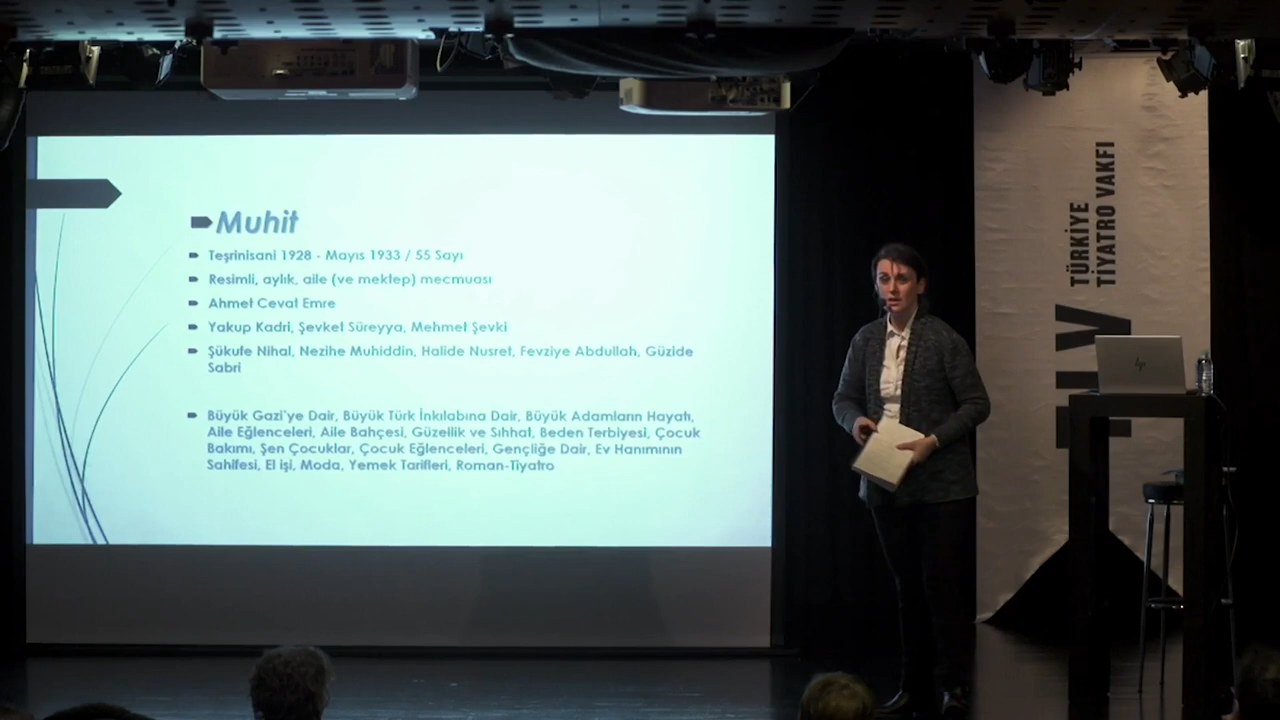 Muhit
Teşrinisani 1928 - Mayıs 1933 / 55 Sayı
Resimli, aylık, aile (ve mektep) mecmuası
Ahmet Cevat Emre
Yakup Kadri, Şevket Süreyya, Mehmet Şevki
Şükufe Nihal, Nezihe Muhiddin, Halide Nusret, Fevziye Abdullah, Güzide
Sabri
Büyük Gazi'ye Dair, Büyük Türk İnkılabına Dair, Büyük Adamların Hayatı,
Aile Eğlenceleri, Aile Bahçesi, Güzellik ve Sıhhat, Beden Terbiyesi, Çocuk
Bakımı, Şen Çocuklar, Çocuk Eğlenceleri, Gençliğe Dair, Ev Hanımının
Sahifesi, El işi, Moda, Yemek Tarifleri, Roman-Tiyatro
TÜRKİYE
TİYATRO VAKFI
hp